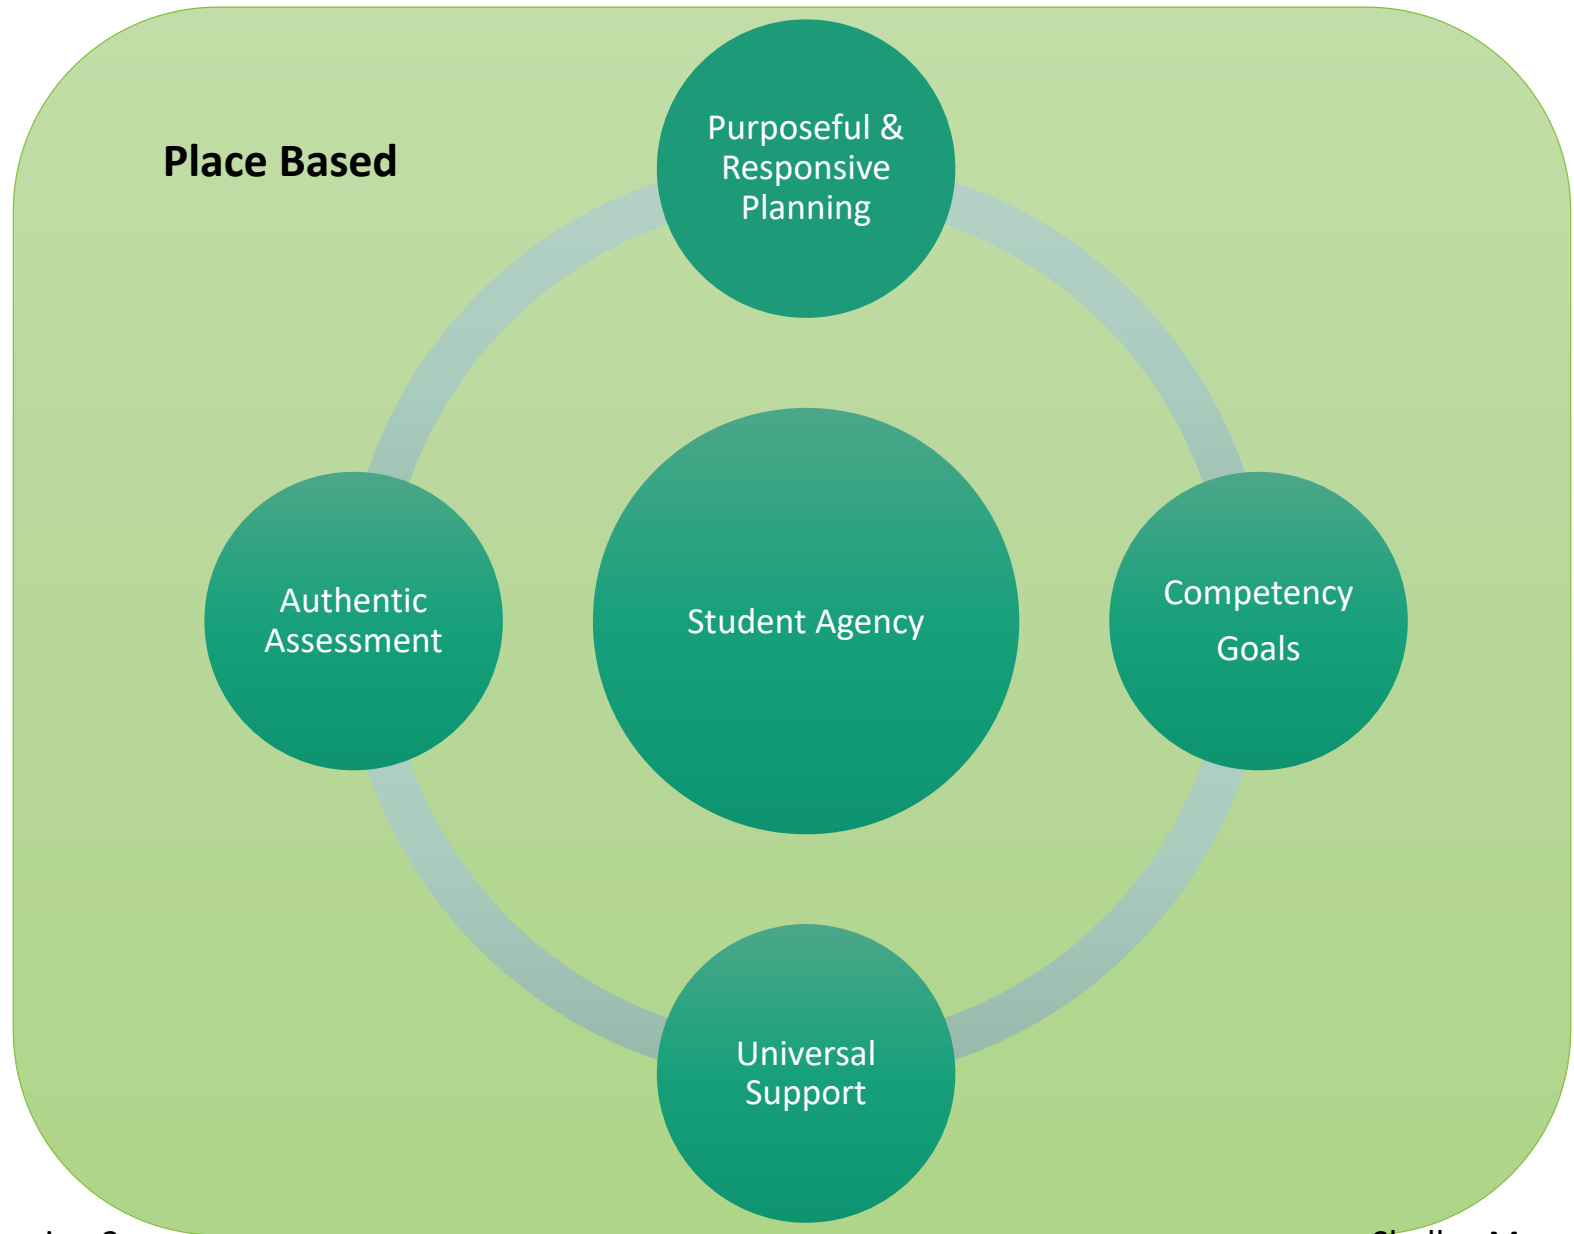 Place Based
Purposeful &
Responsive
Planning
Authentic
Assessment
Student Agency
Competency
Goals
Universal
Support